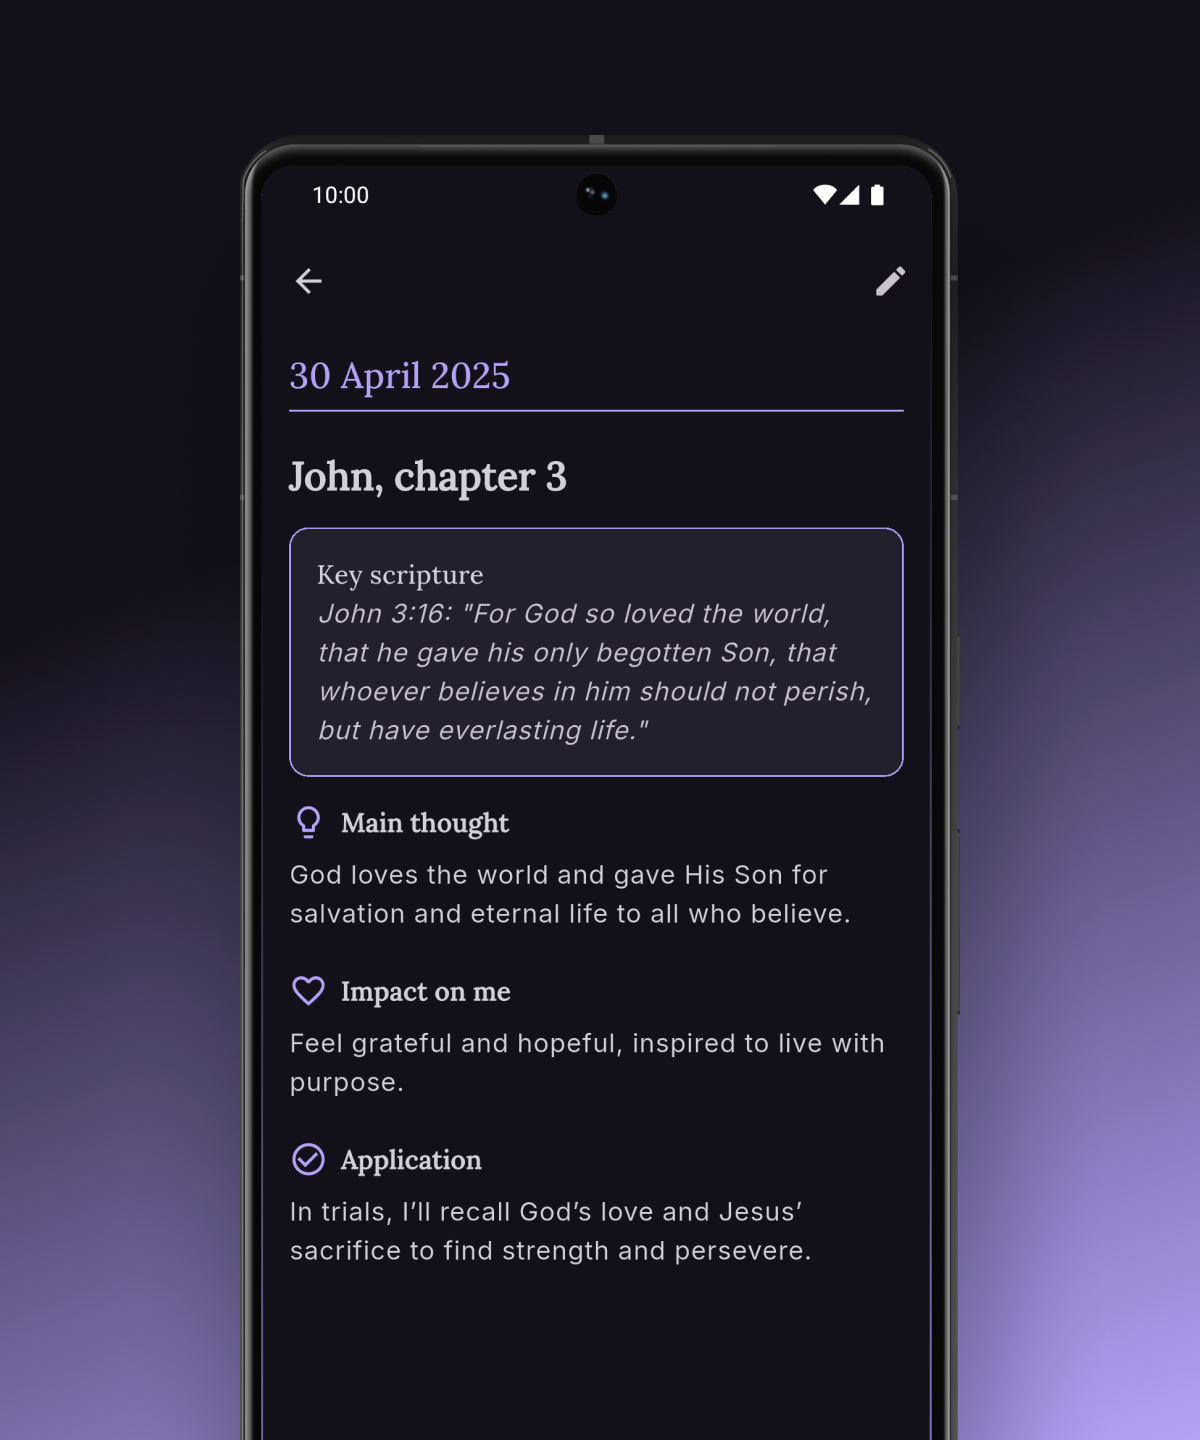 10:00
30 April 2025
John, chapter 3
Key scripture
John 3:16: "For God so loved the world,
that he gave his only begotten Son, that
whoever believes in him should not perish,
but have everlasting life."
Main thought
God loves the world and gave His Son for
salvation and eternal life to all who believe.
Impact on me
Feel grateful and hopeful, inspired to live with
purpose.
Application
In trials, I’ll recall God’s love and Jesus’
sacrifice to find strength and persevere.